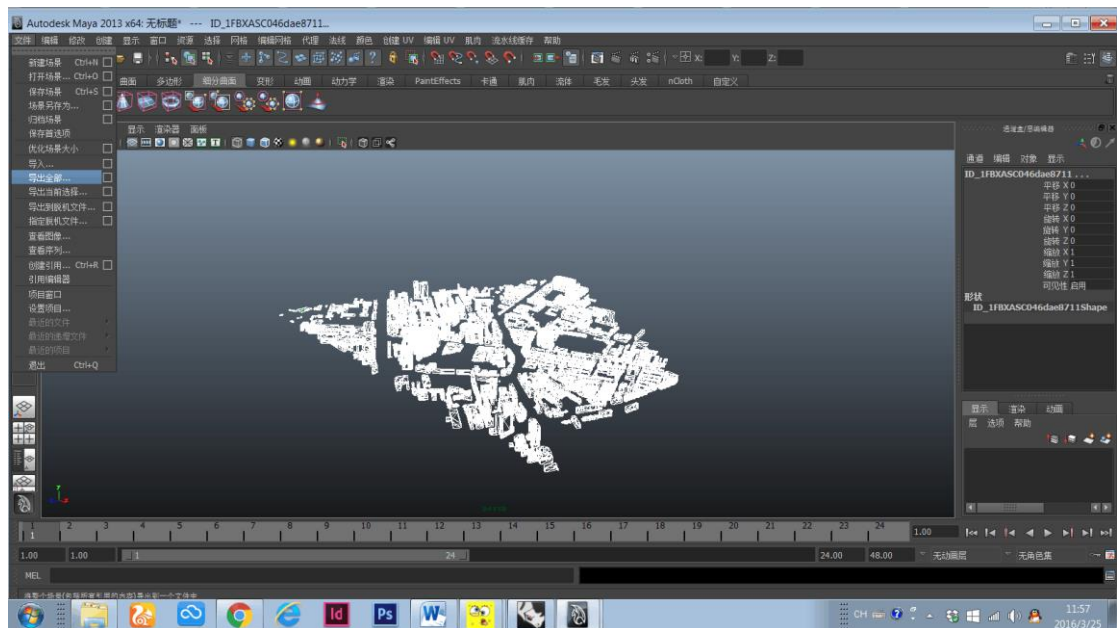 Autodesk Maya 2013 x64: 无标题* --- ID_1FBXASC046dae8711...
文件 编辑 修改 创建 显示 窗口 资源 选择 网格 编辑网格 代理 法线 颜色 创建 UV 编辑 UV 肌肉 流水线缓存 帮助
X: Y: Z:
曲面 多边形 细分曲面 变形 动画 动力学 渲染 PaintEffects 卡通 肌肉 流体 毛发 头发 nCloth 自定义
新建场景 Ctrl+N
打开场景... Ctrl+O
保存场景 Ctrl+S
场景另存为...
归档场景
保存首选项
优化场景大小
导入...
导出全部...
导出当前选择...
导出到脱机文件...
指定脱机文件...
查看图像...
查看序列...
创建引用... Ctrl+R
引用编辑器
项目窗口
设置项目...
最近的文件
最近的递增文件
最近的项目
退出 Ctrl+Q
显示 渲染器 面板
通道 编辑 对象 显示
ID_1FBXASC046dae8711 ...
平移 X 0
平移 Y 0
平移 Z 0
旋转 X 0
旋转 Y 0
旋转 Z 0
缩放 X 1
缩放 Y 1
缩放 Z 1
可见性 启用
形状
ID_1FBXASC046dae8711Shape
显示 渲染 动画
层 选项 帮助
1 2 3 4 5 6 7 8 9 10 11 12 13 14 15 16 17 18 19 20 21 22 23 24
1
1.00
1.00 1.00 1 24 24.00 48.00 无动画层 无角色集
MEL
Id Ps W CH
11:57
2016/3/25